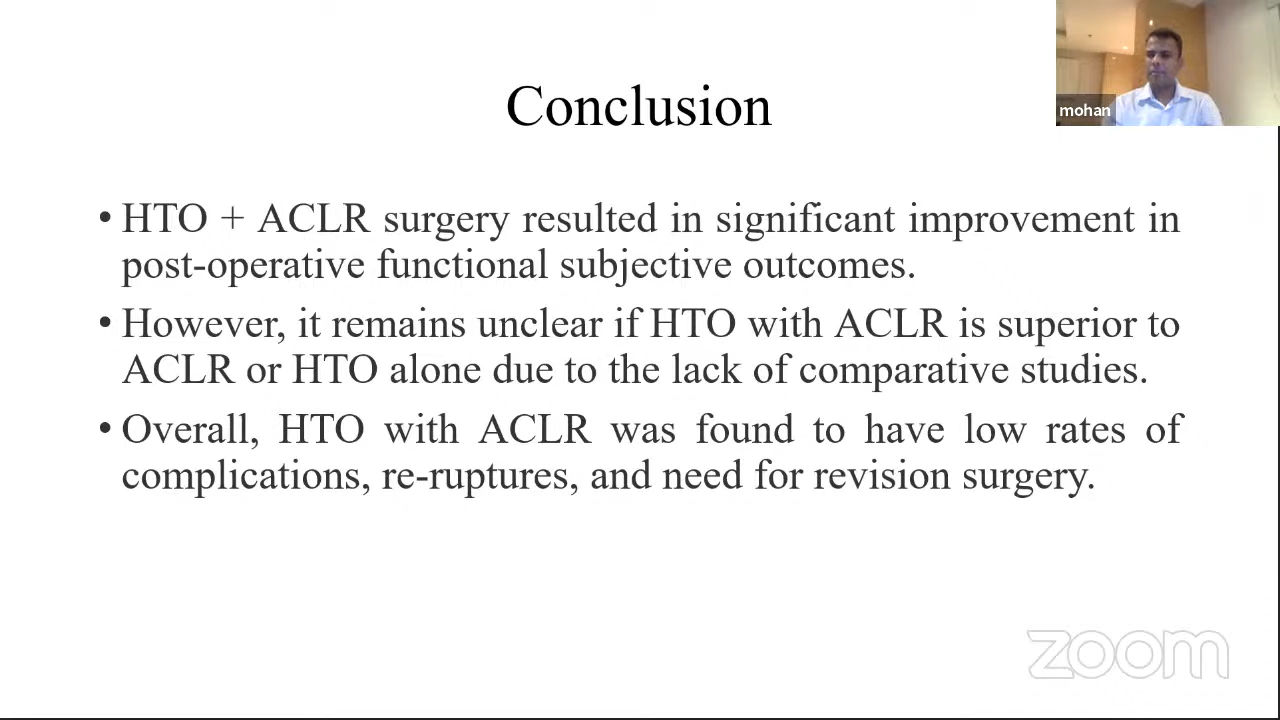 Conclusion
mohan
• HTO + ACLR surgery resulted in significant improvement in
post-operative functional subjective outcomes.
• However, it remains unclear if HTO with ACLR is superior to
ACLR or HTO alone due to the lack of comparative studies.
• Overall, HTO with ACLR was found to have low rates of
complications, re-ruptures, and need for revision surgery.
zoom